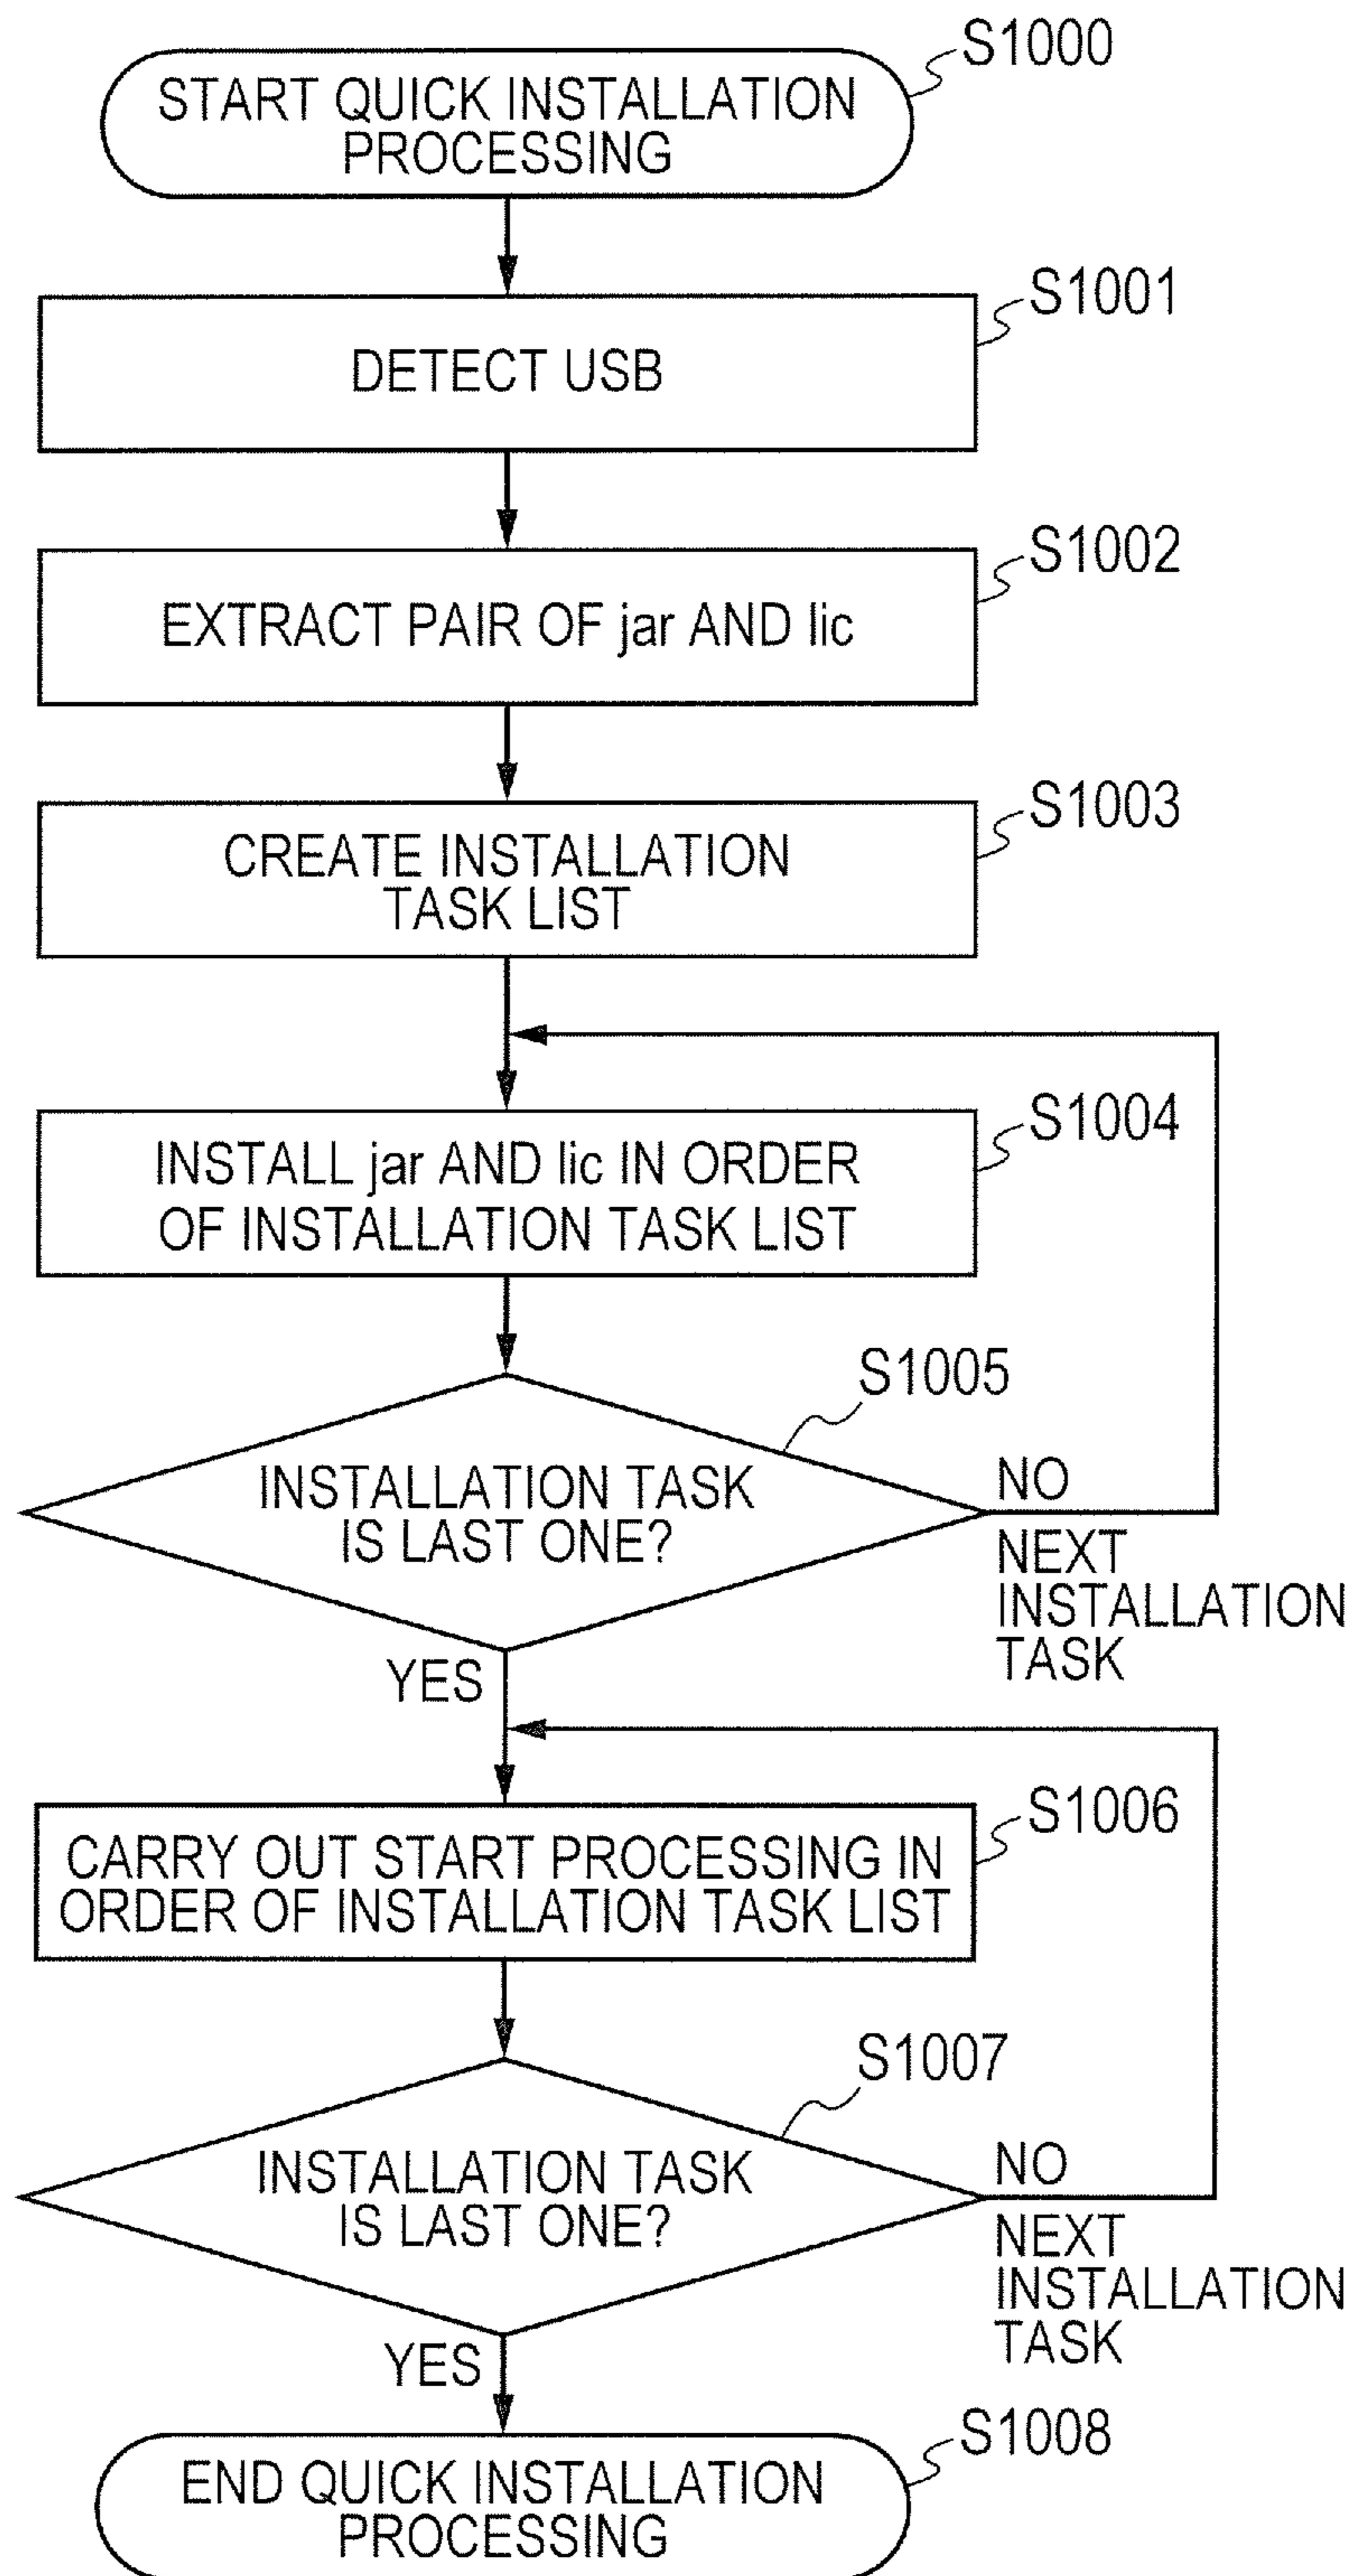 S1000
START QUICK INSTALLATION
PROCESSING
S1001
DETECT USB
S1002
EXTRACT PAIR OF jar AND lic
S1003
CREATE INSTALLATION
TASK LIST
S1004
INSTALL jar AND lic IN ORDER
OF INSTALLATION TASK LIST
S1005
INSTALLATION TASK
IS LAST ONE?
NO
NEXT
INSTALLATION
TASK
YES
S1006
CARRY OUT START PROCESSING IN
ORDER OF INSTALLATION TASK LIST
S1007
INSTALLATION TASK
IS LAST ONE?
NO
NEXT
INSTALLATION
TASK
YES
S1008
END QUICK INSTALLATION
PROCESSING